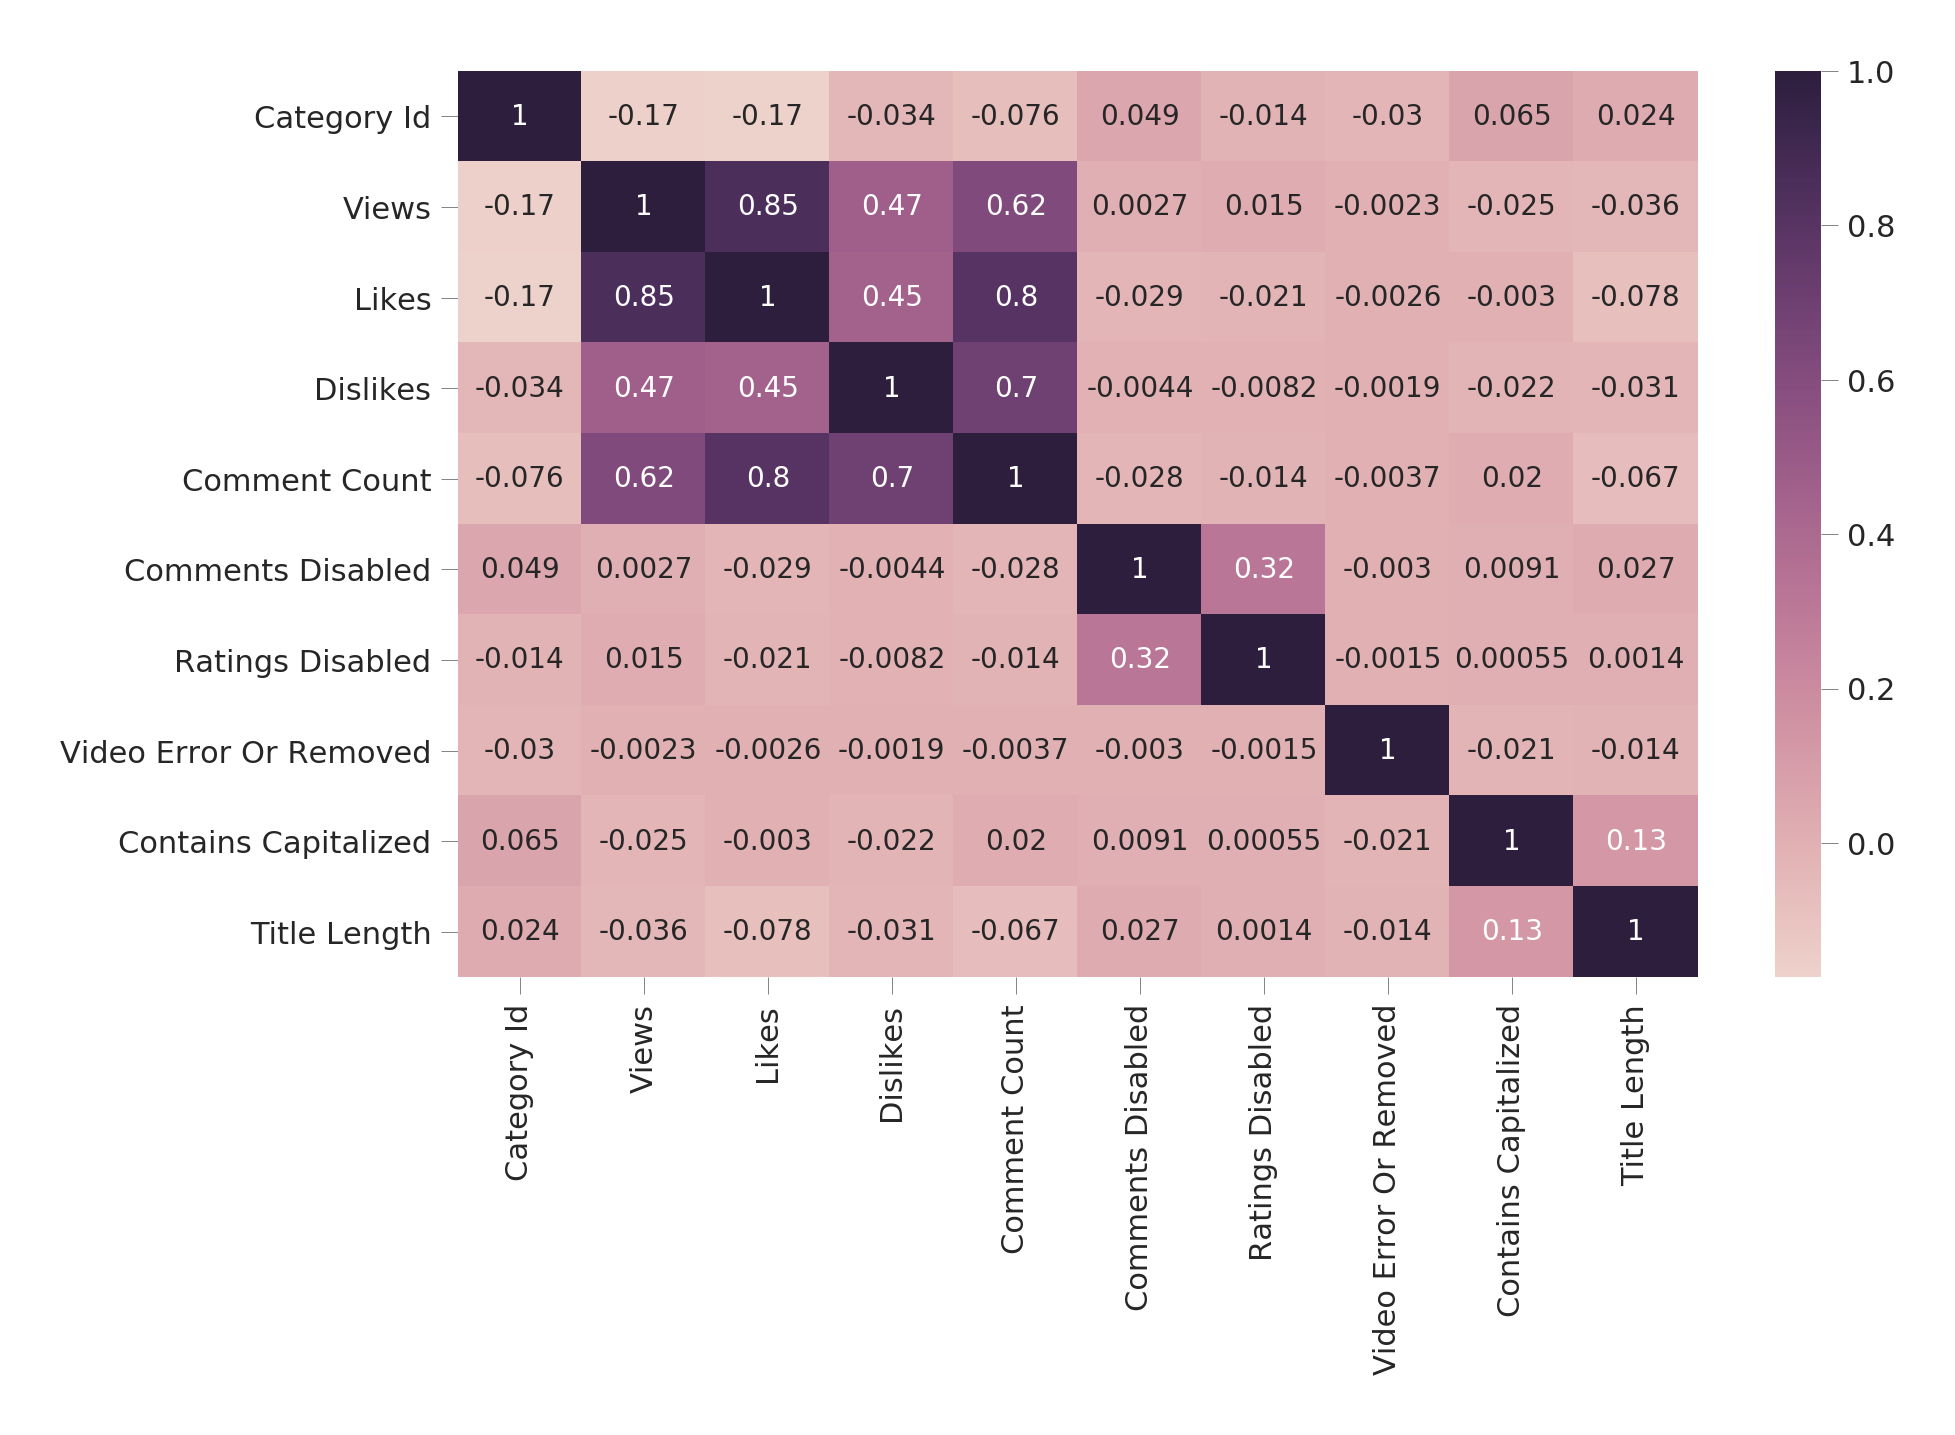 Category Id 1 -0.17 -0.17 -0.034 -0.076 0.049 -0.014 -0.03 0.065 0.024
Views -0.17 1 0.85 0.47 0.62 0.0027 0.015 -0.0023 -0.025 -0.036
Likes -0.17 0.85 1 0.45 0.8 -0.029 -0.021 -0.0026 -0.003 -0.078
Dislikes -0.034 0.47 0.45 1 0.7 -0.0044 -0.0082 -0.0019 -0.022 -0.031
Comment Count -0.076 0.62 0.8 0.7 1 -0.028 -0.014 -0.0037 0.02 -0.067
Comments Disabled 0.049 0.0027 -0.029 -0.0044 -0.028 1 0.32 -0.003 0.0091 0.027
Ratings Disabled -0.014 0.015 -0.021 -0.0082 -0.014 0.32 1 -0.0015 0.00055 0.0014
Video Error Or Removed -0.03 -0.0023 -0.0026 -0.0019 -0.0037 -0.003 -0.0015 1 -0.021 -0.014
Contains Capitalized 0.065 -0.025 -0.003 -0.022 0.02 0.0091 0.00055 -0.021 1 0.13
Title Length 0.024 -0.036 -0.078 -0.031 -0.067 0.027 0.0014 -0.014 0.13 1
Category Id
Views
Likes
Dislikes
Comment Count
Comments Disabled
Ratings Disabled
Video Error Or Removed
Contains Capitalized
Title Length
1.0
0.8
0.6
0.4
0.2
0.0